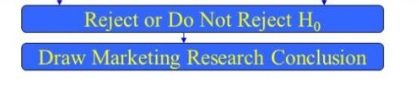 Reject or Do Not Reject H₀
Draw Marketing Research Conclusion